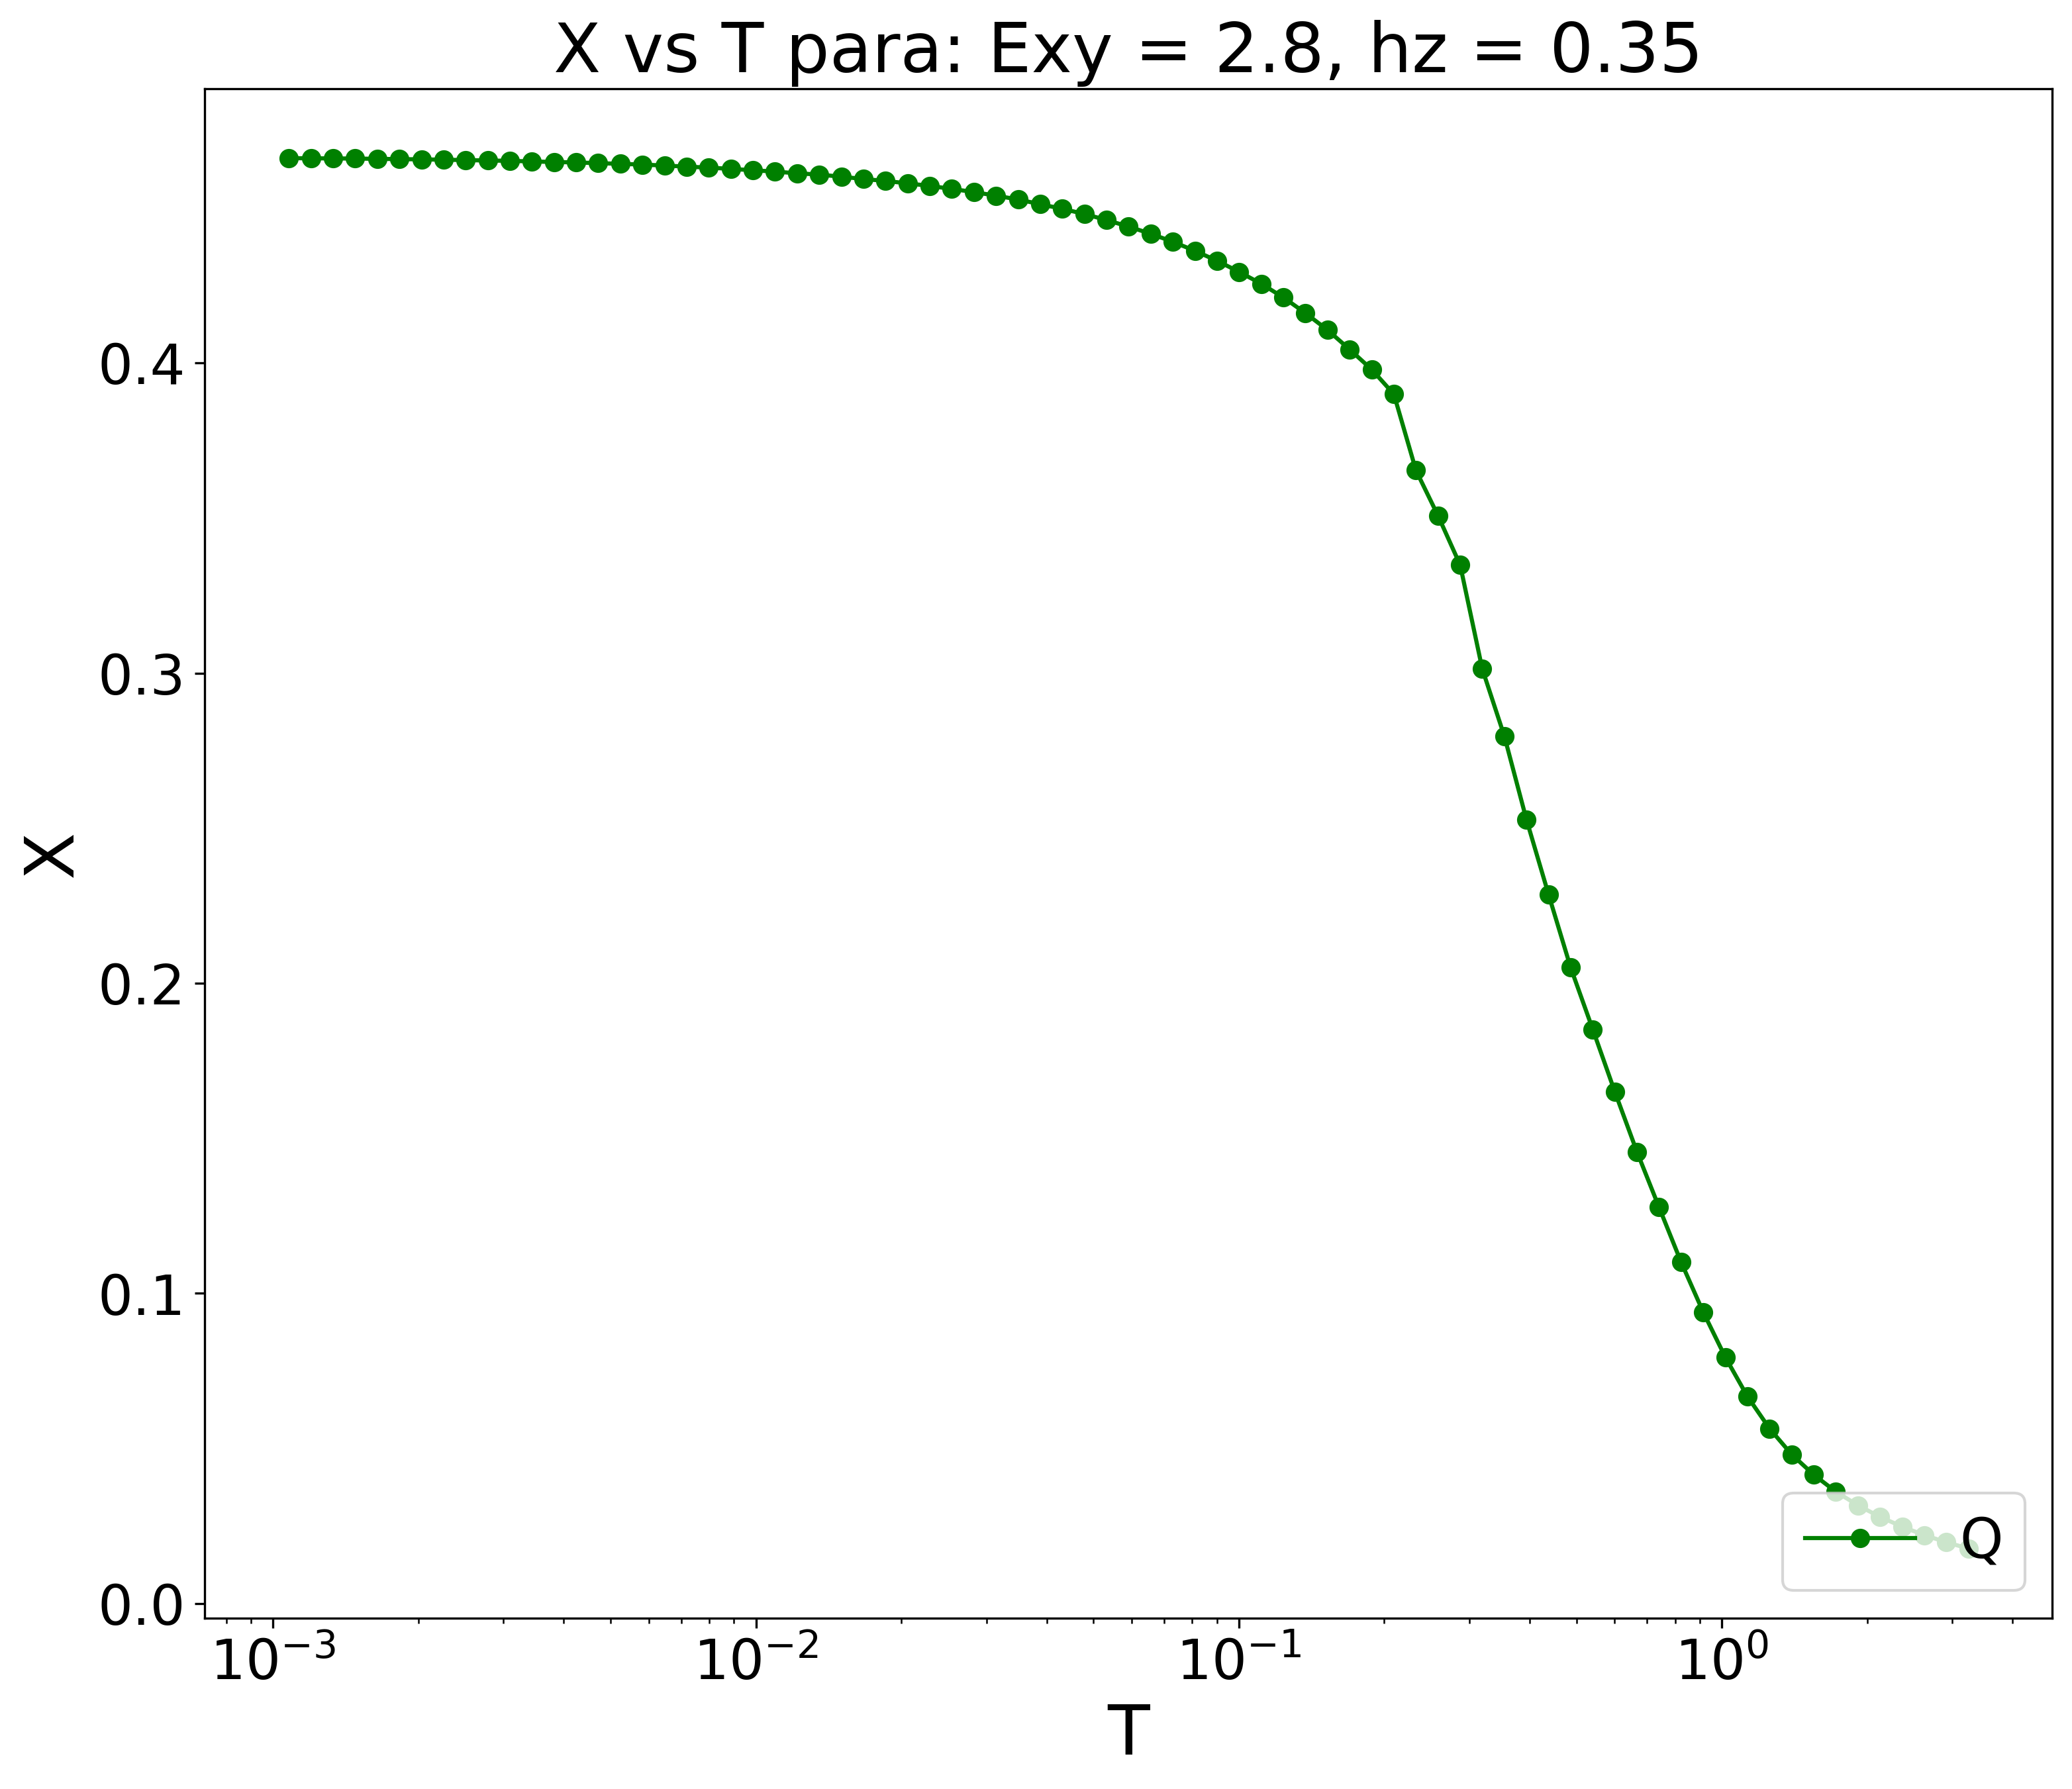 X vs T para: Exy = 2.8, hz = 0.35
X
0.4
0.3
0.2
0.1
0.0
10⁻³ 10⁻² 10⁻¹ 10⁰
T
Q